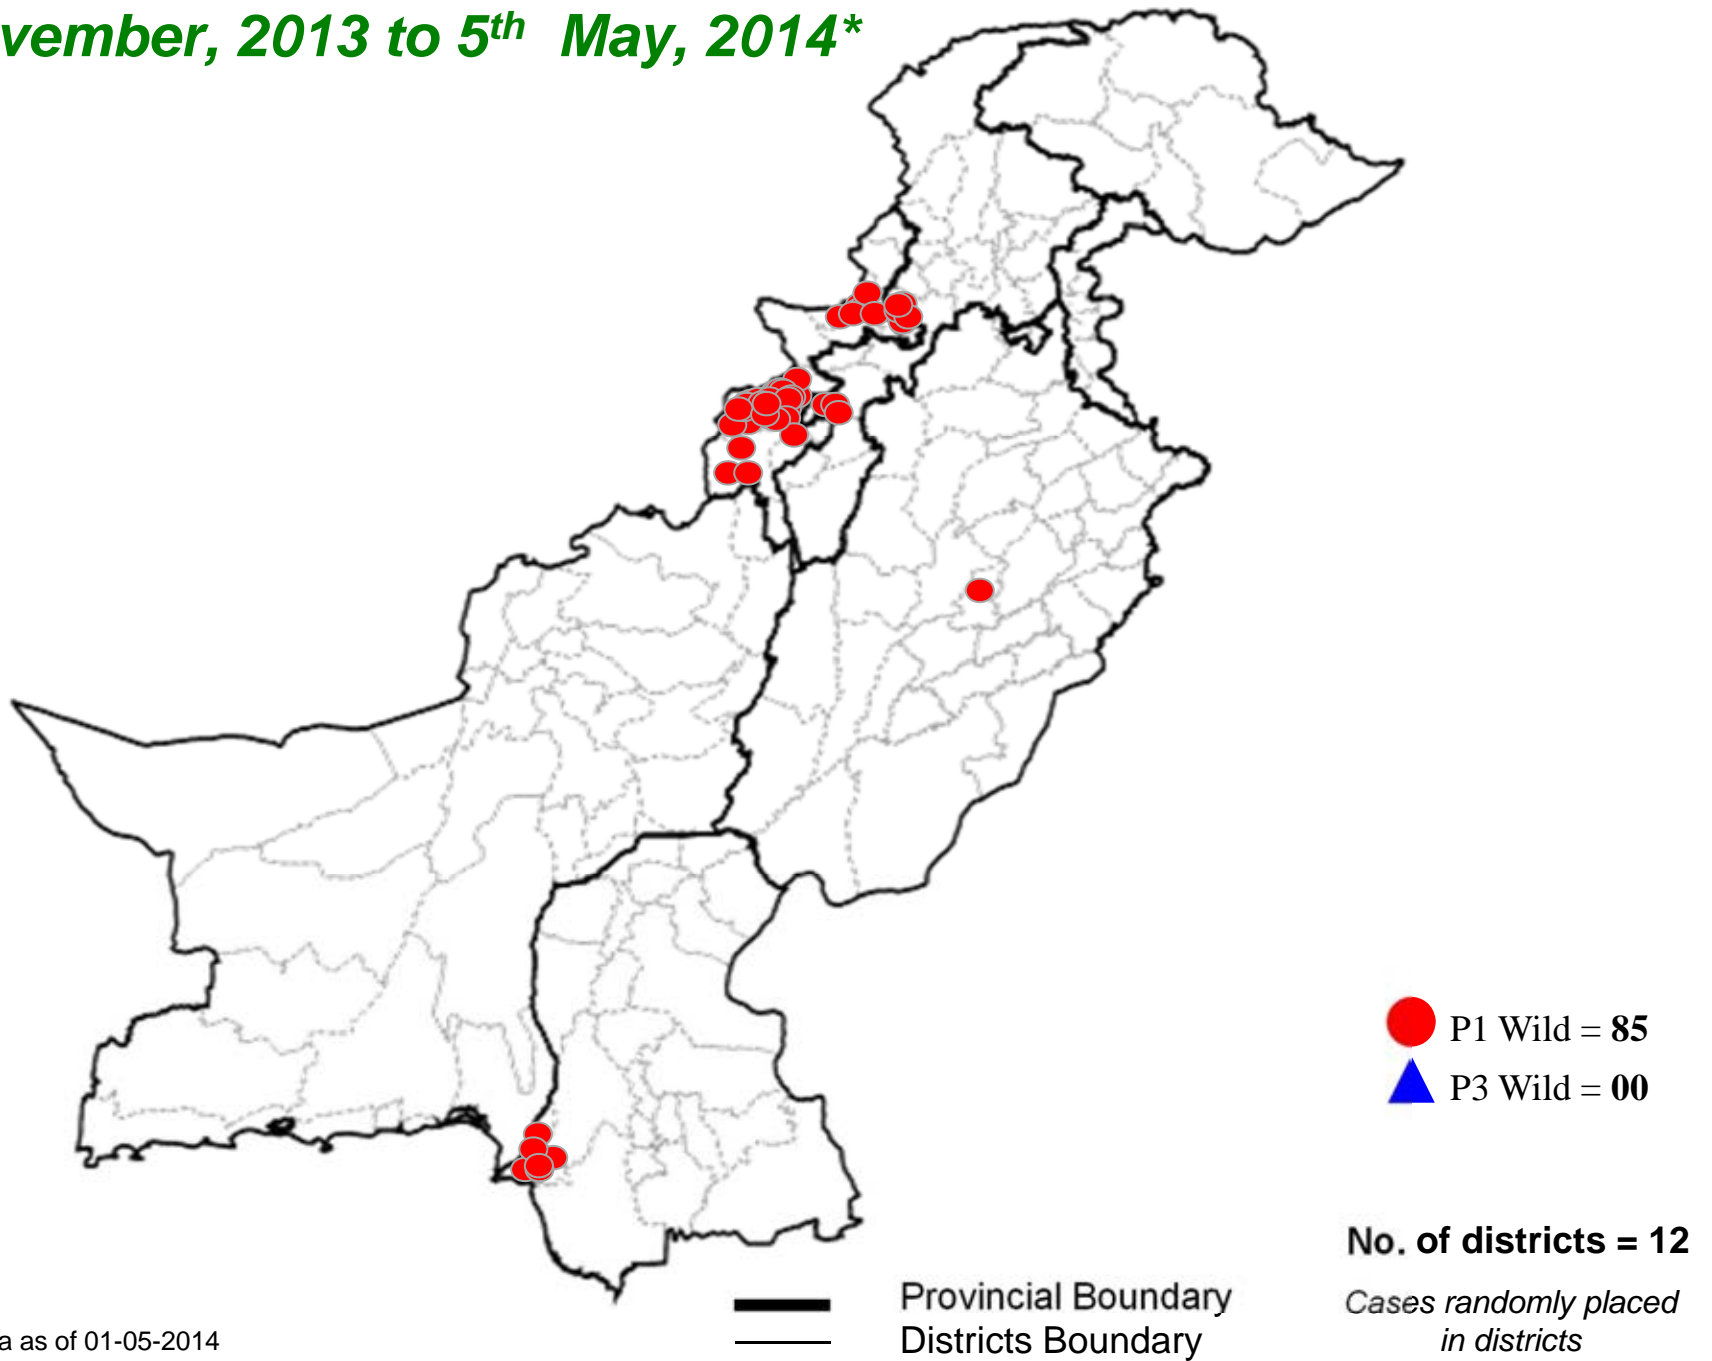 vember, 2013 to 5th May, 2014*
P1 Wild = 85
P3 Wild = 00
No. of districts = 12
Provincial Boundary
Districts Boundary
Cases randomly placed
in districts
a as of 01-05-2014